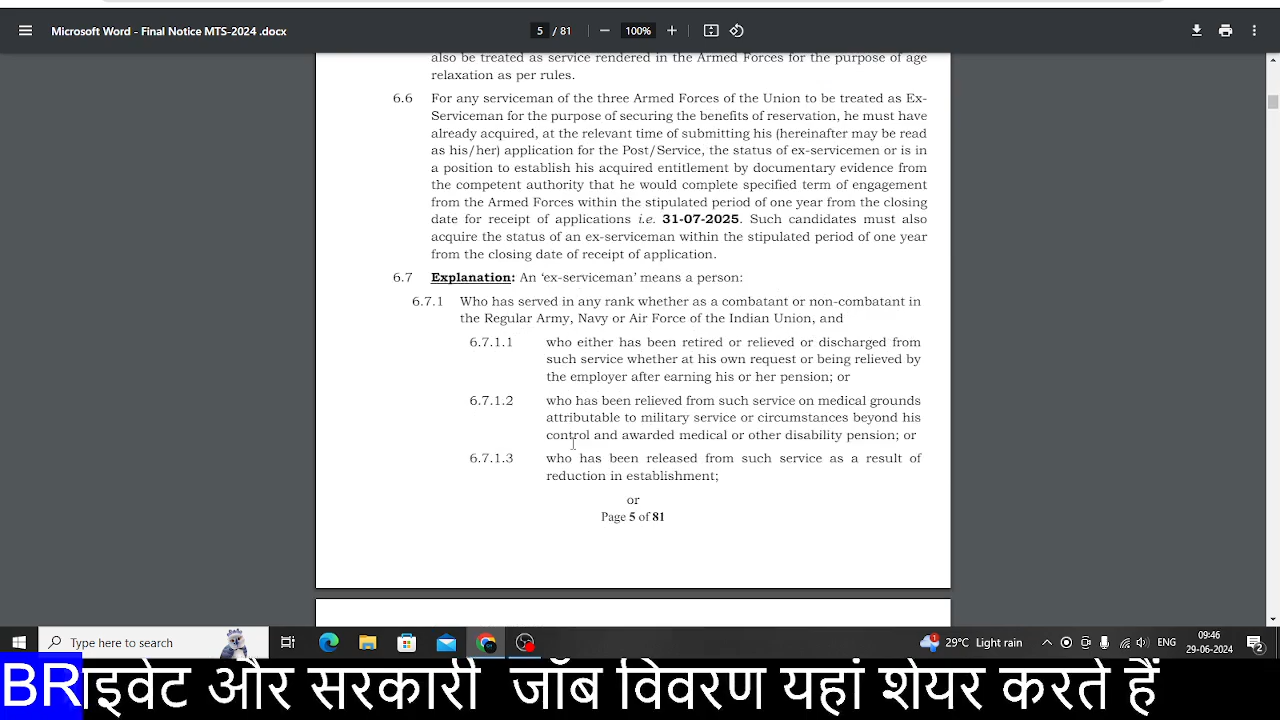 Microsoft Word - Final Notice MTS-2024 .docx
5 / 81
100%
also be treated as service rendered in the Armed Forces for the purpose of age
relaxation as per rules.
6.6 For any serviceman of the three Armed Forces of the Union to be treated as Ex-
Serviceman for the purpose of securing the benefits of reservation, he must have
already acquired, at the relevant time of submitting his (hereinafter may be read
as his/her) application for the Post/Service, the status of ex-servicemen or is in
a position to establish his acquired entitlement by documentary evidence from
the competent authority that he would complete specified term of engagement
from the Armed Forces within the stipulated period of one year from the closing
date for receipt of applications i.e. 31-07-2025. Such candidates must also
acquire the status of an ex-serviceman within the stipulated period of one year
from the closing date of receipt of application.
6.7 Explanation: An ‘ex-serviceman’ means a person:
6.7.1 Who has served in any rank whether as a combatant or non-combatant in
the Regular Army, Navy or Air Force of the Indian Union, and
6.7.1.1 who either has been retired or relieved or discharged from
such service whether at his own request or being relieved by
the employer after earning his or her pension; or
6.7.1.2 who has been relieved from such service on medical grounds
attributable to military service or circumstances beyond his
control and awarded medical or other disability pension; or
6.7.1.3 who has been released from such service as a result of
reduction in establishment;
or
Page 5 of 81
Type here to search
1
29°C Light rain
ENG
09:46
29-06-2024
2
BR
और सरकारी जॉब विवरण यहां शेयर करते हैं